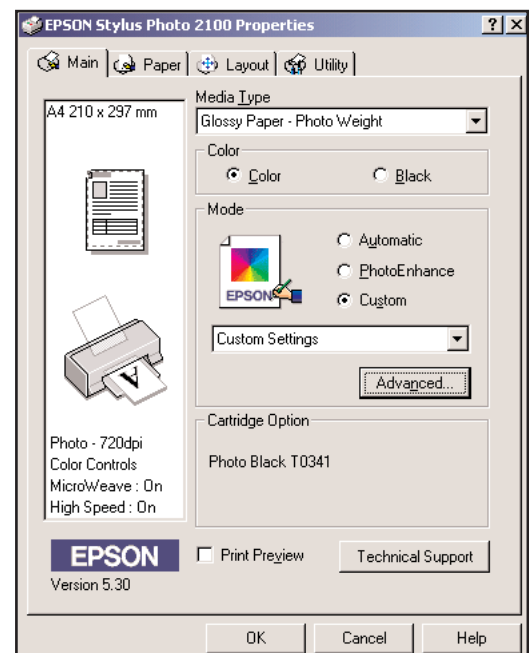 EPSON Stylus Photo 2100 Properties
Main Paper Layout Utility
A4 210 x 297 mm
Media Type
Glossy Paper - Photo Weight
Color
Color Black
Mode
EPSON
Automatic
PhotoEnhance
Custom
Custom Settings
Advanced...
A
Photo - 720dpi
Color Controls
MicroWeave : On
High Speed : On
Cartridge Option
Photo Black T0341
EPSON
Version 5.30
Print Preview
Technical Support
OK Cancel Help